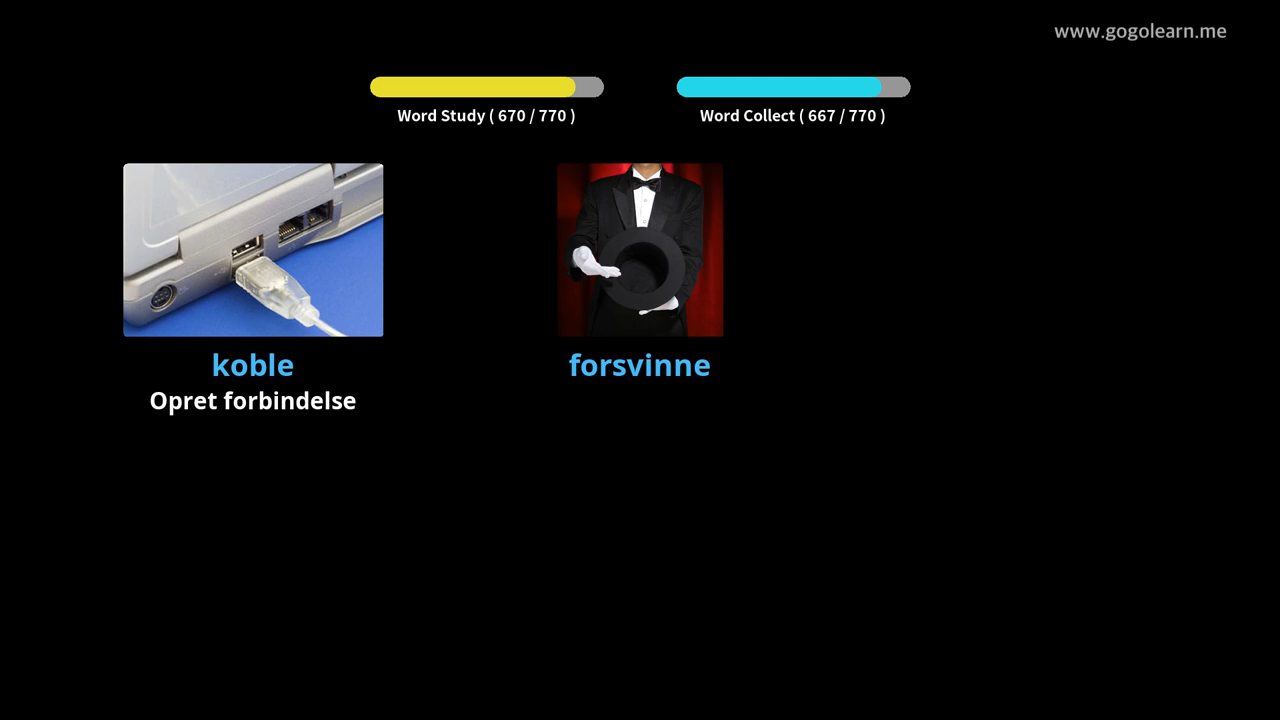 www.gogolearn.me
Word Study ( 670 / 770 )
Word Collect ( 667 / 770 )
koble
Opret forbindelse
forsvinne